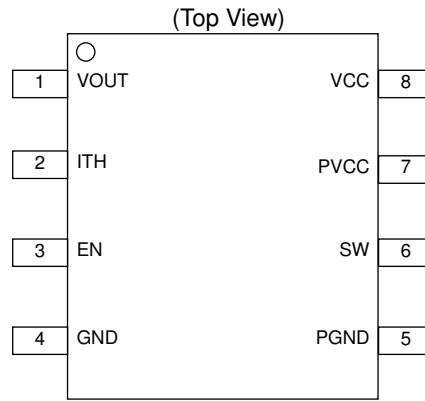 (Top View)
1 VOUT VCC 8
2 ITH PVCC 7
3 EN SW 6
4 GND PGND 5